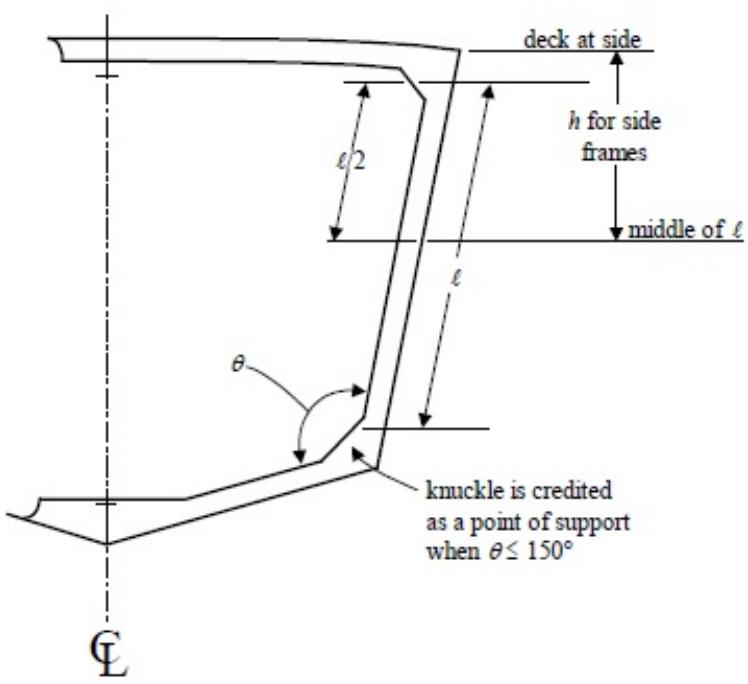 deck at side
h for side
frames
ℓ/2
middle of ℓ
ℓ
θ
knuckle is credited
as a point of support
when θ ≤ 150°
℄